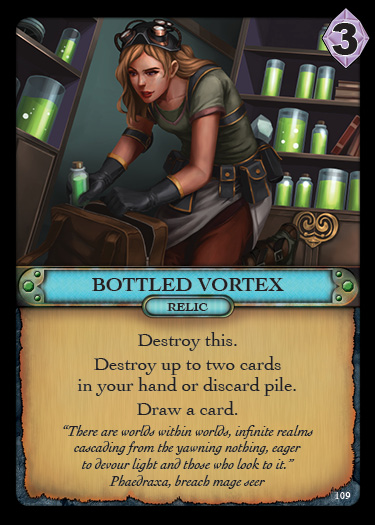 3
BOTTLED VORTEX
RELIC
Destroy this.
Destroy up to two cards
in your hand or discard pile.
Draw a card.
“There are worlds within worlds, infinite realms
cascading from the yawning nothing, eager
to devour light and those who look to it.”
Phaedraxa, breach mage seer
109